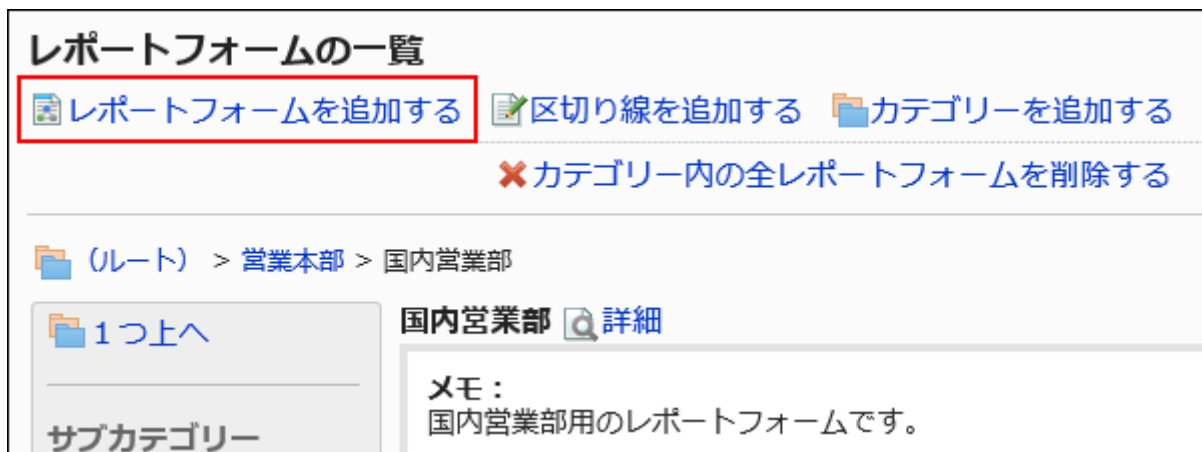 レポートフォームの一覧
レポートフォームを追加する 区切り線を追加する カテゴリーを追加する
カテゴリー内の全レポートフォームを削除する
（ルート） > 営業本部 > 国内営業部
1つ上へ
国内営業部 詳細
メモ：
国内営業部用のレポートフォームです。
サブカテゴリー